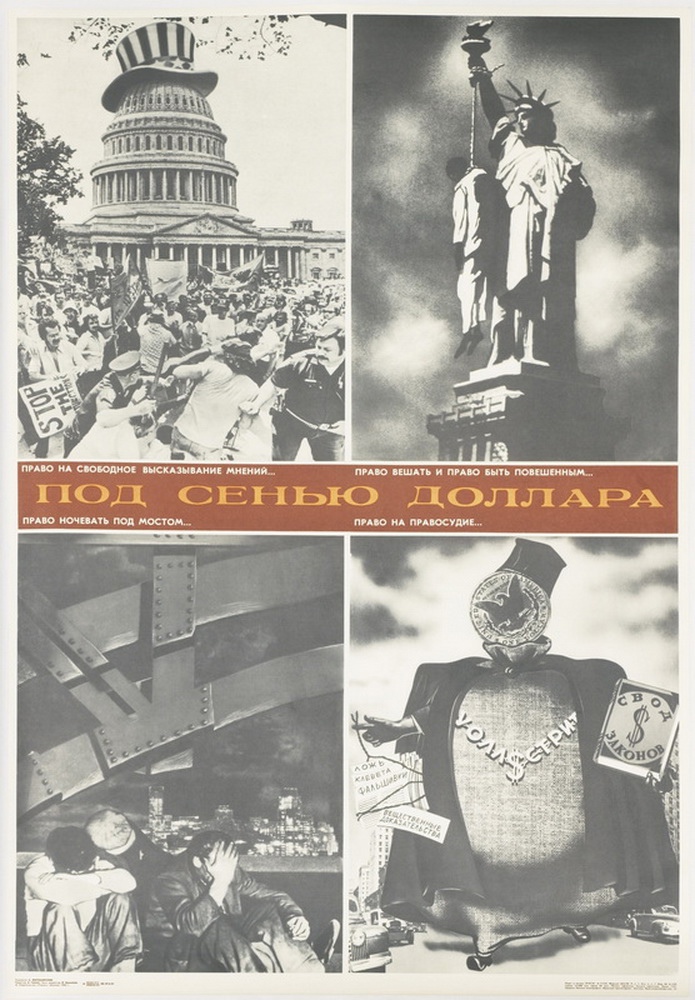 STOP
THE
ПРАВО НА СВОБОДНОЕ ВЫСКАЗЫВАНИЕ МНЕНИЙ...
ПРАВО ВЕШАТЬ И ПРАВО БЫТЬ ПОВЕШЕННЫМ...
ПОД СЕНЬЮ ДОЛЛАРА
ПРАВО НОЧЕВАТЬ ПОД МОСТОМ...
ПРАВО НА ПРАВОСУДИЕ...
УОЛЛ $ СТРИТ
СВОД
$
ЗАКОНОВ
ЛОЖЬ
КЛЕВЕТА
ФАЛЬШИВКИ
ВЕЩЕСТВЕННЫЕ
ДОКАЗАТЕЛЬСТВА